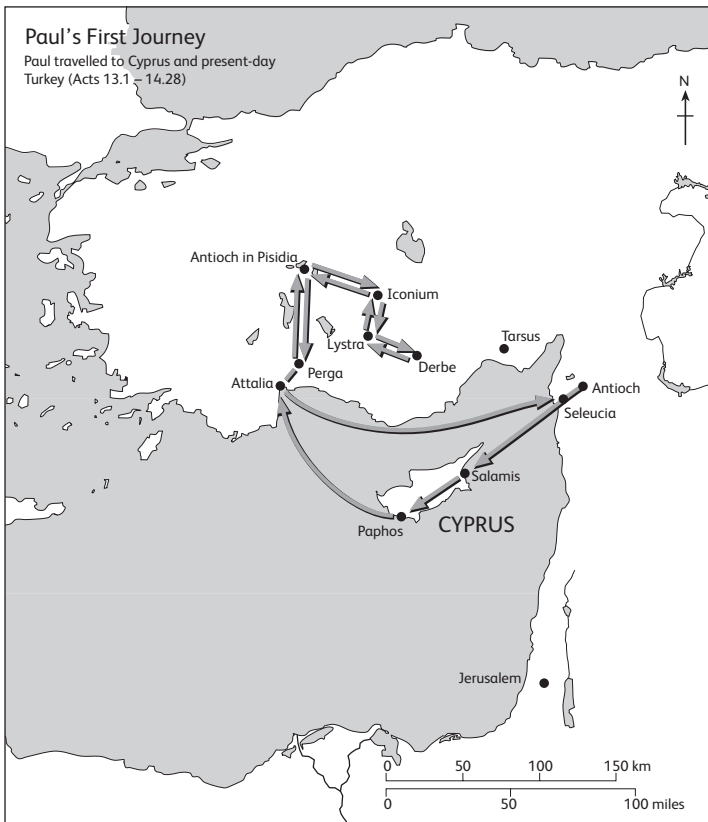 Paul's First Journey
Paul travelled to Cyprus and present-day
Turkey (Acts 13.1 – 14.28)
N
Antioch in Pisidia
Iconium
Lystra
Derbe
Tarsus
Perga
Attalia
Antioch
Seleucia
Salamis
CYPRUS
Paphos
Jerusalem
0 50 100 150 km
0 50 100 miles